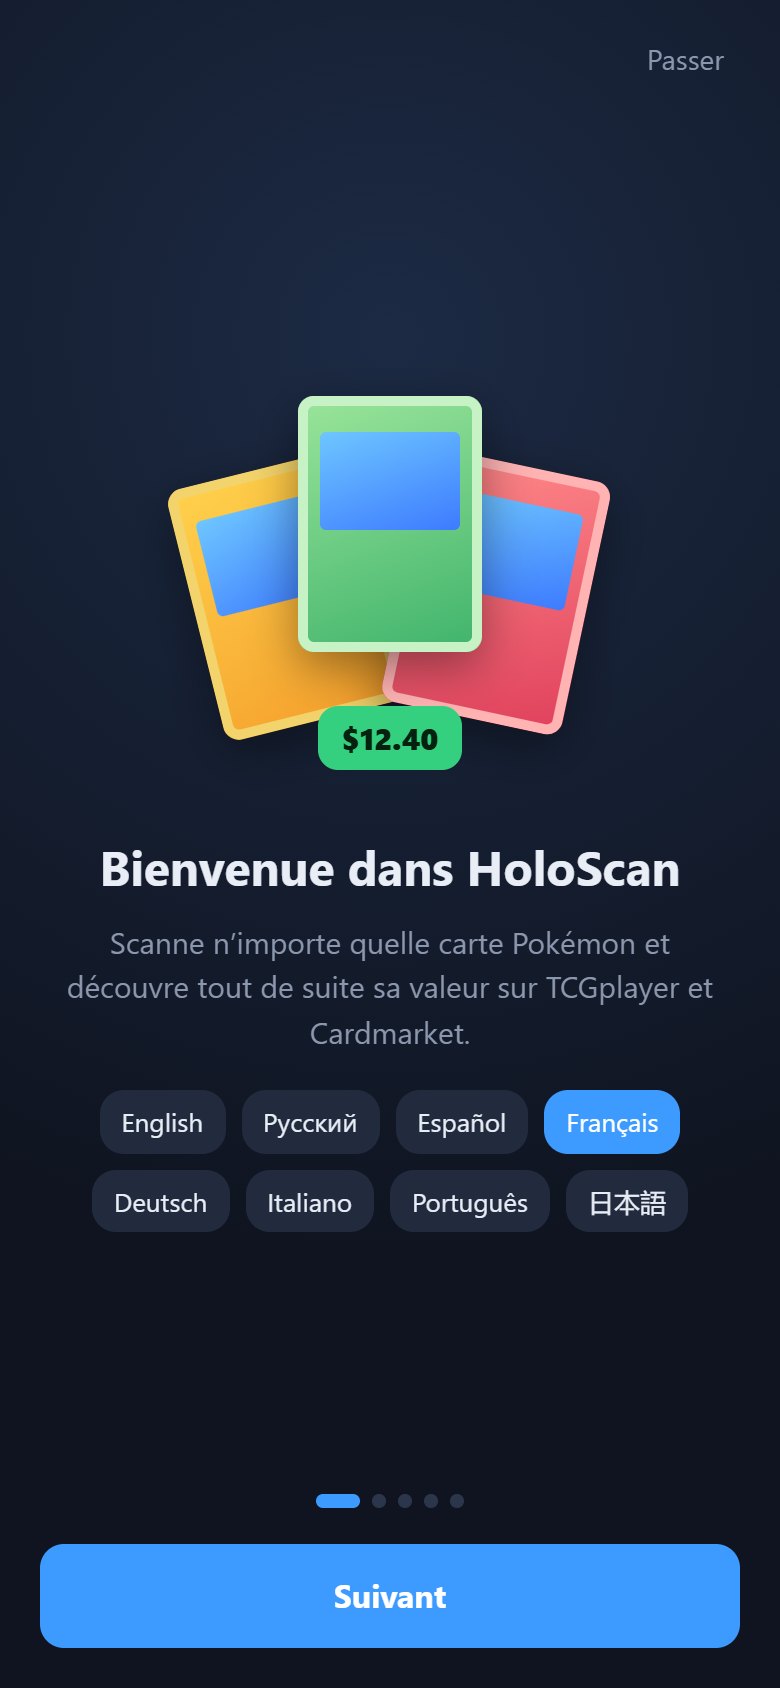 Passer
$12.40
Bienvenue dans HoloScan
Scanne n’importe quelle carte Pokémon et
découvre tout de suite sa valeur sur TCGplayer et
Cardmarket.
English Русский Español Français
Deutsch Italiano Português 日本語
Suivant